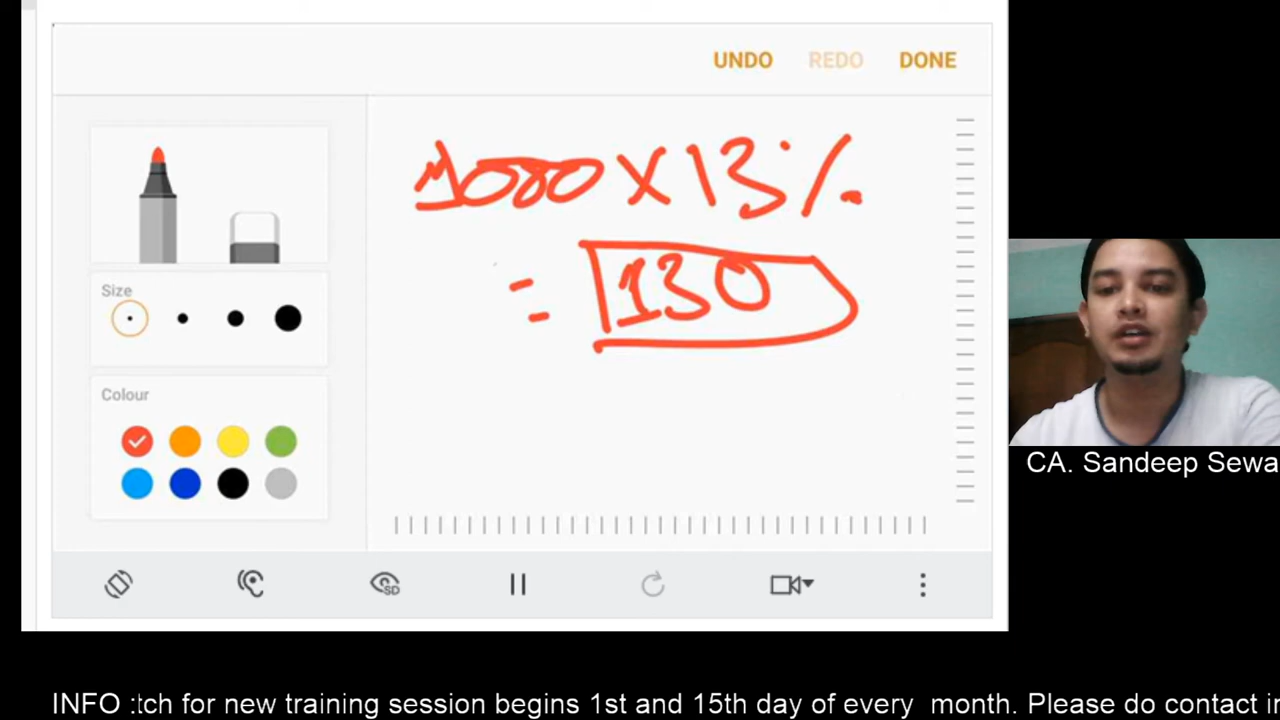 UNDO REDO DONE
1000 x 13%
= 130
Size
Colour
SD
CA. Sandeep Sewa
INFO :tch for new training session begins 1st and 15th day of every month. Please do contact in